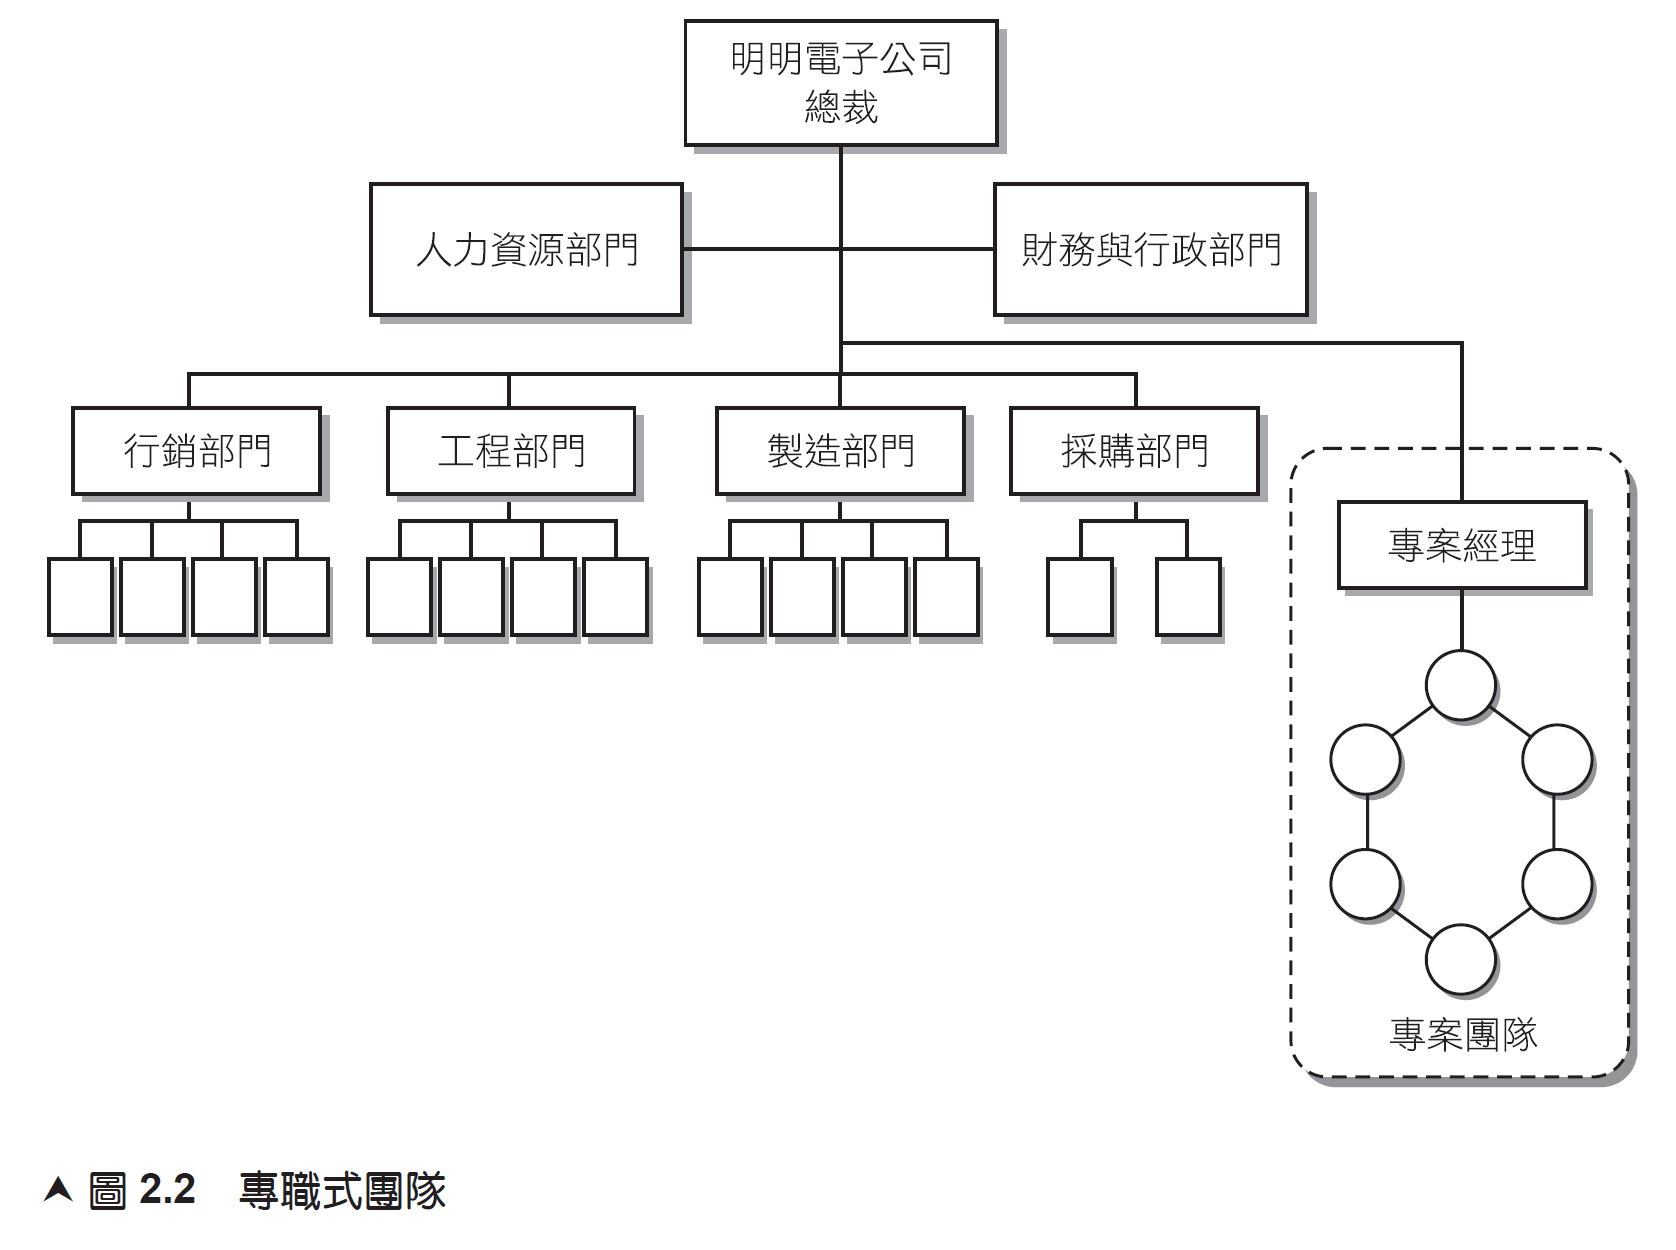 明明電子公司
總裁
人力資源部門
財務與行政部門
行銷部門
工程部門
製造部門
採購部門
專案經理
專案團隊
圖 2.2 專職式團隊